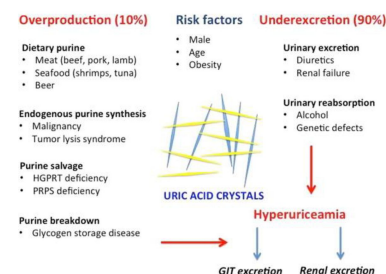 Overproduction (10%)
Dietary purine
• Meat (beef, pork, lamb)
• Seafood (shrimps, tuna)
• Beer
Endogenous purine synthesis
• Malignancy
• Tumor lysis syndrome
Purine salvage
• HGPRT deficiency
• PRPS deficiency
Purine breakdown
• Glycogen storage disease
Risk factors
• Male
• Age
• Obesity
URIC ACID CRYSTALS
Underexcretion (90%)
Urinary excretion
• Diuretics
• Renal failure
Urinary reabsorption
• Alcohol
• Genetic defects
Hyperuriceamia
GIT excretion
Renal excretion